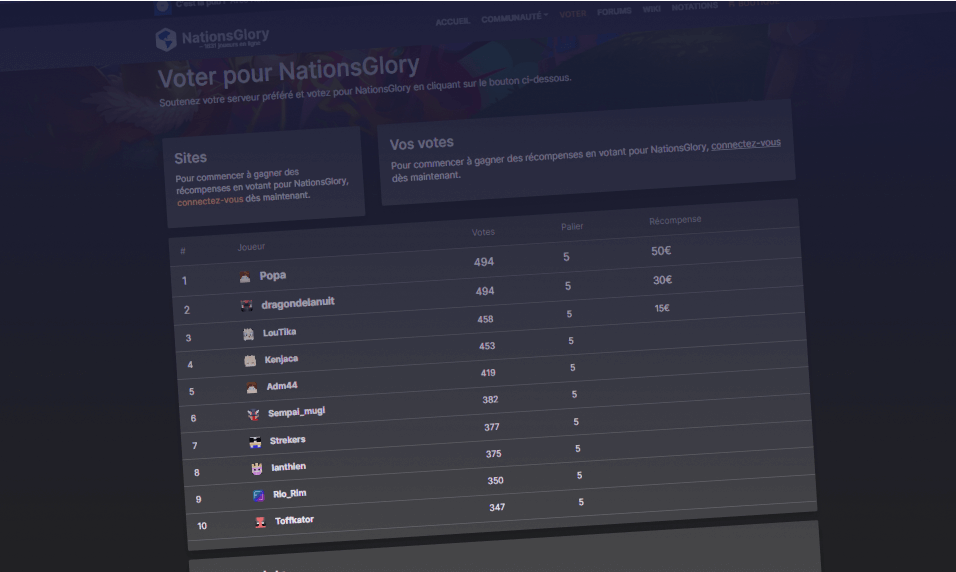 C'est la
ACCUEIL COMMUNAUTÉ VOTER FORUMS WIKI NOTATIONS BOUTIQUE
NationsGlory
Voter pour NationsGlory
Soutenez votre serveur préféré et votez pour NationsGlory en cliquant sur le bouton ci-dessous.
Sites
Pour commencer à gagner des
récompenses en votant pour NationsGlory,
connectez-vous dès maintenant.
Vos votes
Pour commencer à gagner des récompenses en votant pour NationsGlory, connectez-vous
dès maintenant.
# Joueur Votes Palier Récompense
1 Popa 494 5 50€
2 dragondelanuit 494 5 30€
3 LouTika 458 5 15€
4 Kenjaca 453 5
5 Adm44 419 5
6 Sempai_mugi 382 5
7 Strekers 377 5
8 Ianthien 375 5
9 Rio_Rim 350 5
10 Toffkator 347 5